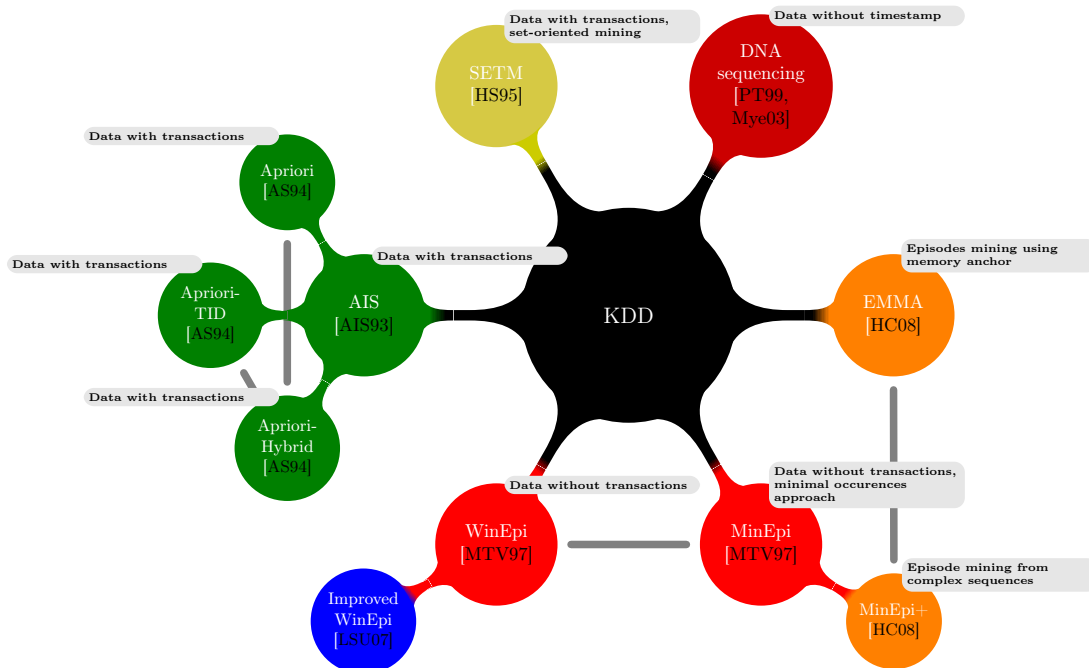 Data with transactions,
set-oriented mining
SETM
[HS95]
Data without timestamp
DNA
sequencing
[PT99,
Mye03]
Data with transactions
Apriori
[AS94]
Data with transactions
Apriori-
TID
[AS94]
Data with transactions
AIS
[AIS93]
KDD
Episodes mining using
memory anchor
EMMA
[HC08]
Data with transactions
Apriori-
Hybrid
[AS94]
Data without transactions
WinEpi
[MTV97]
Data without transactions,
minimal occurences
approach
MinEpi
[MTV97]
Improved
WinEpi
[LSU07]
Episode mining from
complex sequences
MinEpi+
[HC08]